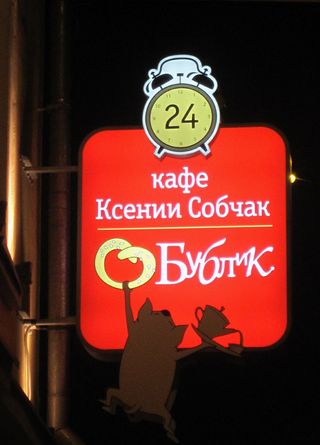 24
кафе
Ксении Собчак
Бублик